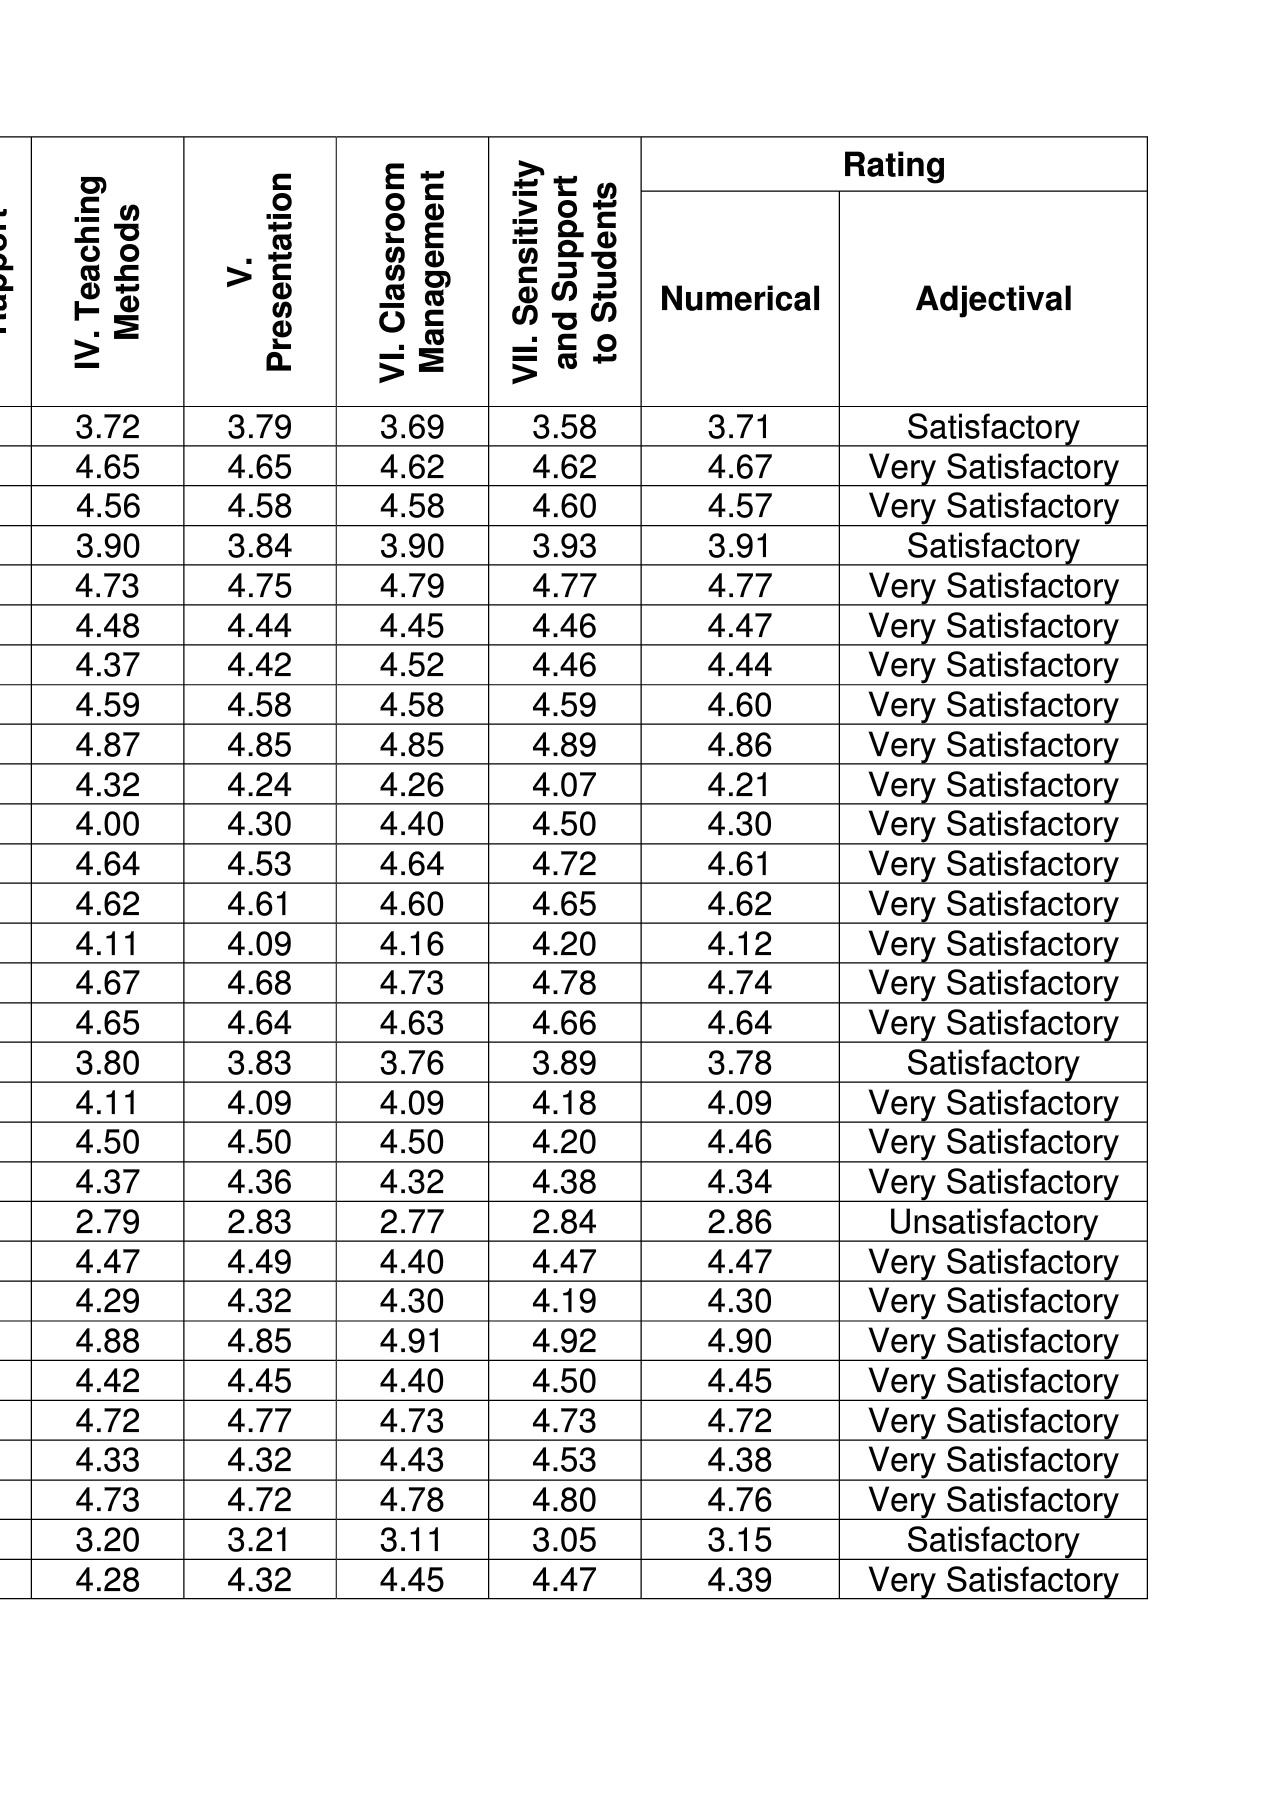 Rating
IV. Teaching
Methods
V.
Presentation
VI. Classroom
Management
VII. Sensitivity
and Support
to Students
Numerical
Adjectival
3.72 3.79 3.69 3.58 3.71 Satisfactory
4.65 4.65 4.62 4.62 4.67 Very Satisfactory
4.56 4.58 4.58 4.60 4.57 Very Satisfactory
3.90 3.84 3.90 3.93 3.91 Satisfactory
4.73 4.75 4.79 4.77 4.77 Very Satisfactory
4.48 4.44 4.45 4.46 4.47 Very Satisfactory
4.37 4.42 4.52 4.46 4.44 Very Satisfactory
4.59 4.58 4.58 4.59 4.60 Very Satisfactory
4.87 4.85 4.85 4.89 4.86 Very Satisfactory
4.32 4.24 4.26 4.07 4.21 Very Satisfactory
4.00 4.30 4.40 4.50 4.30 Very Satisfactory
4.64 4.53 4.64 4.72 4.61 Very Satisfactory
4.62 4.61 4.60 4.65 4.62 Very Satisfactory
4.11 4.09 4.16 4.20 4.12 Very Satisfactory
4.67 4.68 4.73 4.78 4.74 Very Satisfactory
4.65 4.64 4.63 4.66 4.64 Very Satisfactory
3.80 3.83 3.76 3.89 3.78 Satisfactory
4.11 4.09 4.09 4.18 4.09 Very Satisfactory
4.50 4.50 4.50 4.20 4.46 Very Satisfactory
4.37 4.36 4.32 4.38 4.34 Very Satisfactory
2.79 2.83 2.77 2.84 2.86 Unsatisfactory
4.47 4.49 4.40 4.47 4.47 Very Satisfactory
4.29 4.32 4.30 4.19 4.30 Very Satisfactory
4.88 4.85 4.91 4.92 4.90 Very Satisfactory
4.42 4.45 4.40 4.50 4.45 Very Satisfactory
4.72 4.77 4.73 4.73 4.72 Very Satisfactory
4.33 4.32 4.43 4.53 4.38 Very Satisfactory
4.73 4.72 4.78 4.80 4.76 Very Satisfactory
3.20 3.21 3.11 3.05 3.15 Satisfactory
4.28 4.32 4.45 4.47 4.39 Very Satisfactory